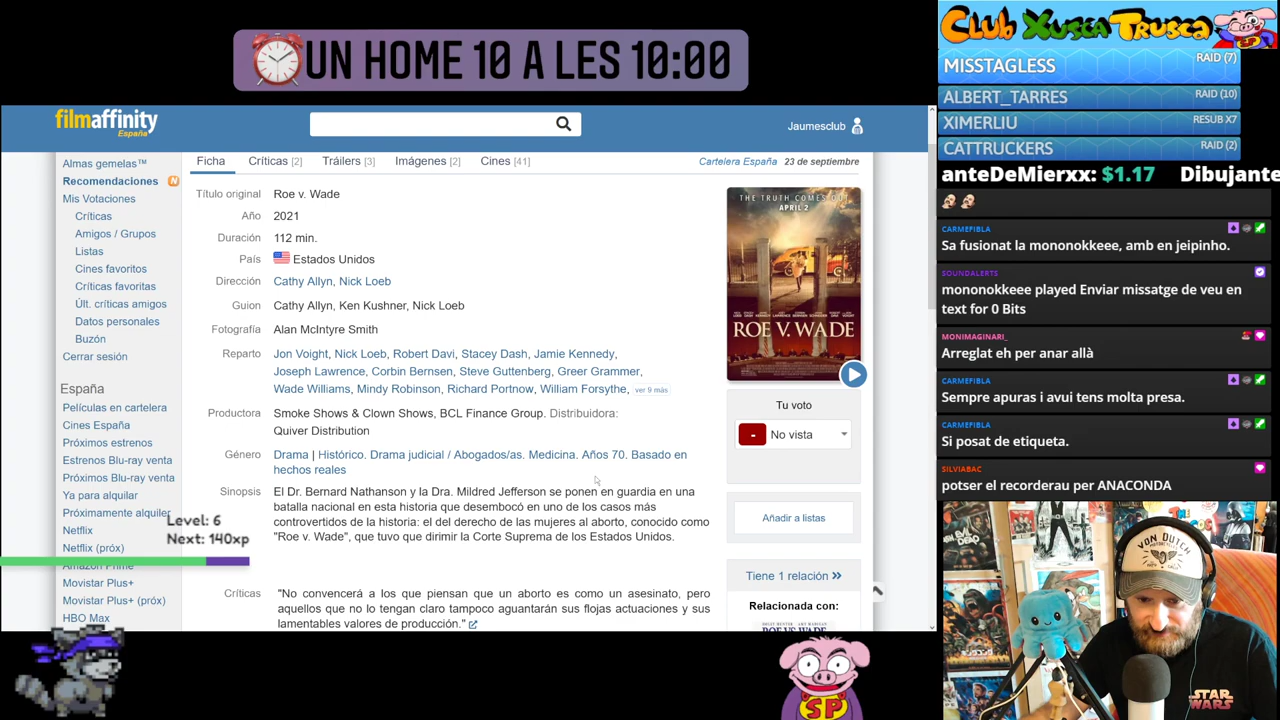 ⏰UN HOME 10 A LES 10:00
Club Xusca Trusca
SP
MISSTAGLESS RAID (7)
ALBERT_TARRES RAID (10)
XIMERLIU RESUB X7
CATTRUCKERS RAID (2)
anteDeMierxx: $1.17 Dibujante
CARMEFIBLA
Sa fusionat la mononokkeee, amb en jeipinho.
SOUNDALERTS
mononokkeee played Enviar missatge de veu en
text for 0 Bits
MONIMAGINARI_
Arreglat eh per anar allà
CARMEFIBLA
Sempre apuras i avui tens molta presa.
CARMEFIBLA
Si posat de etiqueta.
SILVIABAC
potser el recorderau per ANACONDA
filmaffinity
España
Jaumesclub
Almas gemelas™
Recomendaciones N
Mis Votaciones
Críticas
Amigos / Grupos
Listas
Cines favoritos
Críticas favoritas
Últ. críticas amigos
Datos personales
Buzón
Cerrar sesión
España
Películas en cartelera
Cines España
Próximos estrenos
Estrenos Blu-ray venta
Próximos Blu-ray venta
Ya para alquilar
Próximamente alquiler
Netflix
Netflix (próx)
Amazon Prime
Movistar Plus+
Movistar Plus+ (próx)
HBO Max
Level: 6
Next: 140xp
Ficha Críticas [2] Tráilers [3] Imágenes [2] Cines [41] Cartelera España 23 de septiembre
Título original Roe v. Wade
Año 2021
Duración 112 min.
País Estados Unidos
Dirección Cathy Allyn, Nick Loeb
Guion Cathy Allyn, Ken Kushner, Nick Loeb
Fotografía Alan McIntyre Smith
Reparto Jon Voight, Nick Loeb, Robert Davi, Stacey Dash, Jamie Kennedy,
Joseph Lawrence, Corbin Bernsen, Steve Guttenberg, Greer Grammer,
Wade Williams, Mindy Robinson, Richard Portnow, William Forsythe, ver 9 más
Productora Smoke Shows & Clown Shows, BCL Finance Group. Distribuidora:
Quiver Distribution
Género Drama | Histórico. Drama judicial / Abogados/as. Medicina. Años 70. Basado en
hechos reales
Sinopsis El Dr. Bernard Nathanson y la Dra. Mildred Jefferson se ponen en guardia en una
batalla nacional en esta historia que desembocó en uno de los casos más
controvertidos de la historia: el del derecho de las mujeres al aborto, conocido como
"Roe v. Wade", que tuvo que dirimir la Corte Suprema de los Estados Unidos.
Críticas "No convencerá a los que piensan que un aborto es como un asesinato, pero
aquellos que no lo tengan claro tampoco aguantarán sus flojas actuaciones y sus
lamentables valores de producción."
THE TRUTH COMES OUT
APRIL 2
ROE V. WADE
Tu voto
- No vista
Añadir a listas
Tiene 1 relación
Relacionada con:
ROE VS WADE
VON DUTCH
STAR
WARS
SP